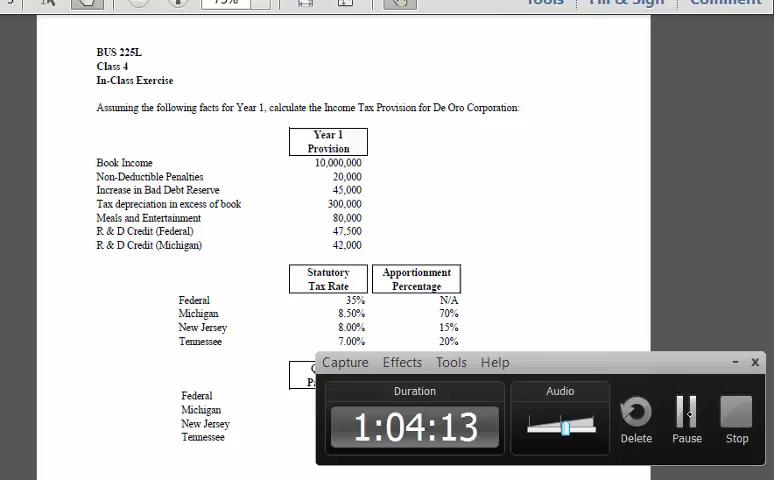 75%
Tools Fill & Sign Comment
BUS 225L
Class 4
In-Class Exercise
Assuming the following facts for Year 1, calculate the Income Tax Provision for De Oro Corporation:
Year 1
Provision
Book Income 10,000,000
Non-Deductible Penalties 20,000
Increase in Bad Debt Reserve 45,000
Tax depreciation in excess of book 300,000
Meals and Entertainment 80,000
R & D Credit (Federal) 47,500
R & D Credit (Michigan) 42,000
Statutory Apportionment
Tax Rate Percentage
Federal 35% N/A
Michigan 8.50% 70%
New Jersey 8.00% 15%
Tennessee 7.00% 20%
Federal
Michigan
New Jersey
Tennessee
Capture Effects Tools Help
Duration Audio
1:04:13
Delete Pause Stop